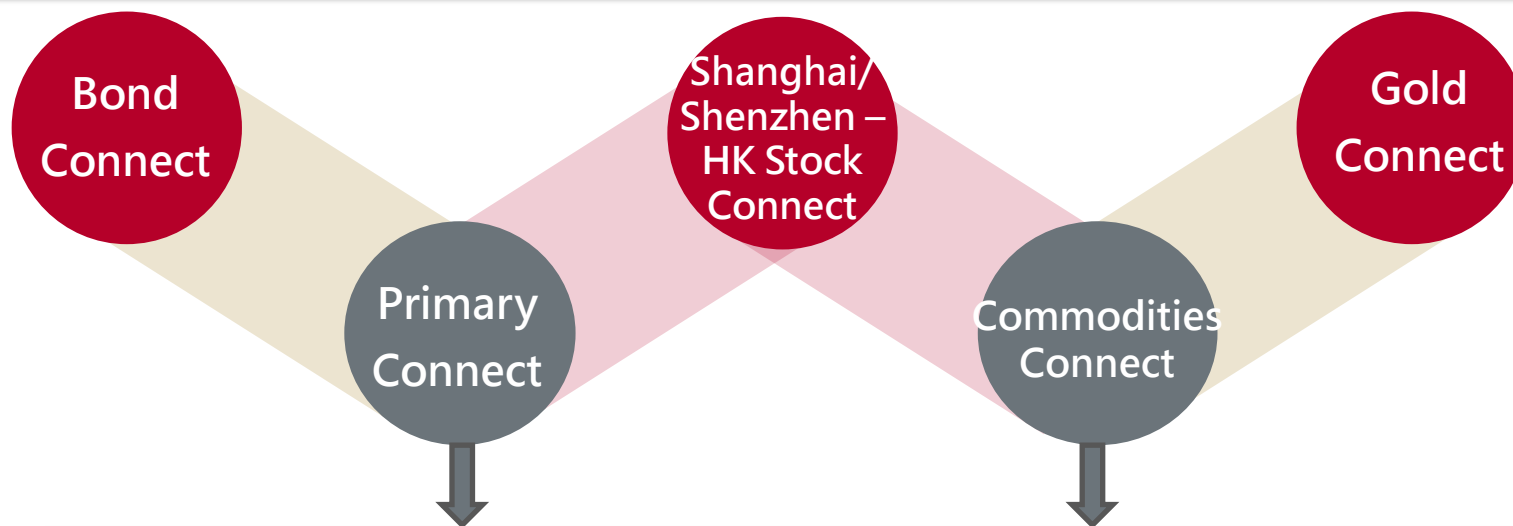 Bond
Connect
Shanghai/
Shenzhen –
HK Stock
Connect
Gold
Connect
Primary
Connect
Commodities
Connect